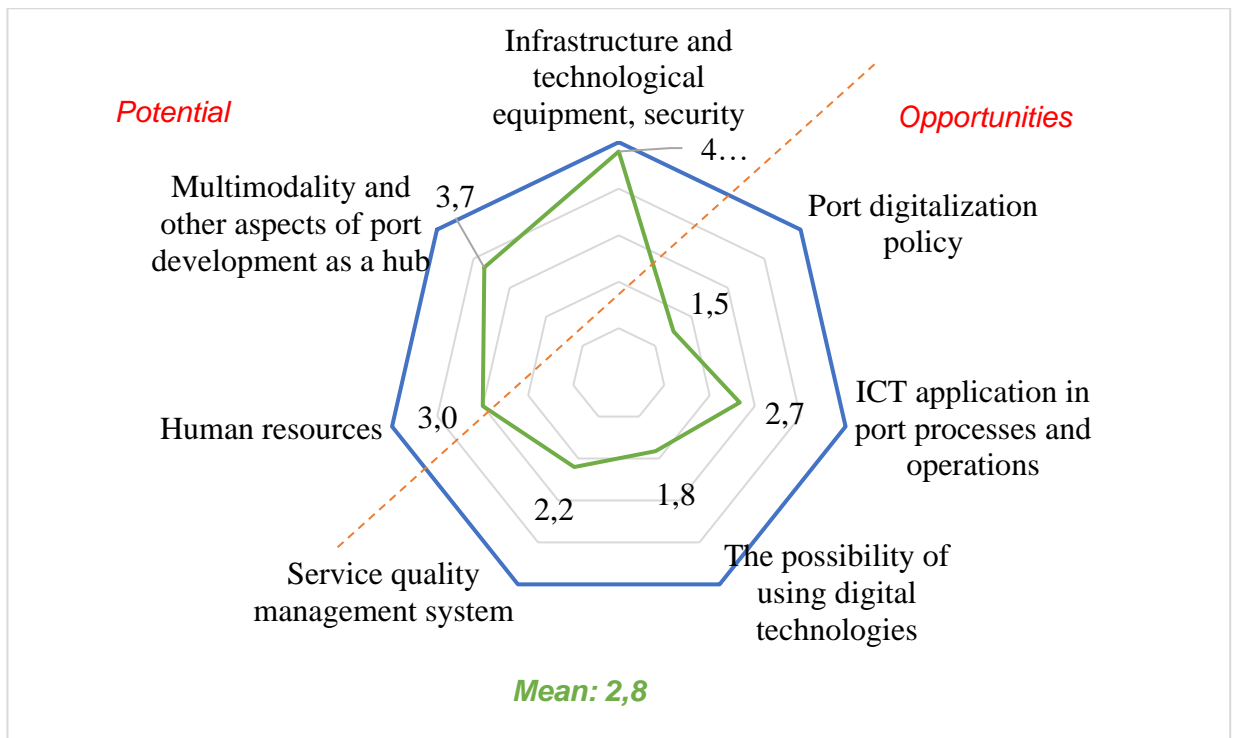 Infrastructure and
technological
equipment, security
Potential
Opportunities
4…
Multimodality and
other aspects of port
development as a hub
3,7
Port digitalization
policy
1,5
ICT application in
port processes and
operations
2,7
Human resources
3,0
1,8
2,2
The possibility of
using digital
technologies
Service quality
management system
Mean: 2,8